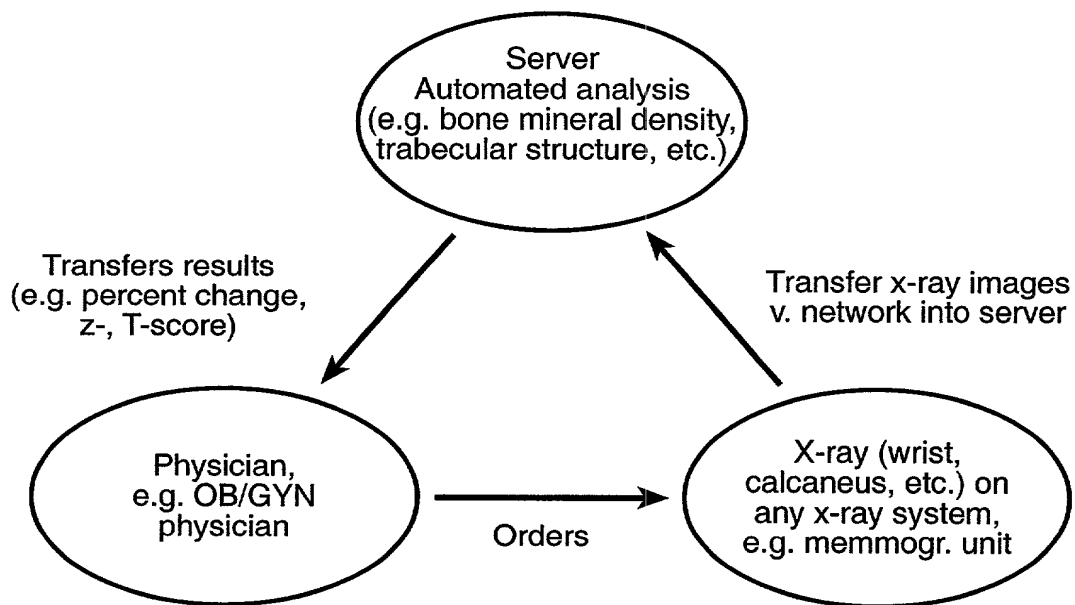 Server
Automated analysis
(e.g. bone mineral density,
trabecular structure, etc.)
Transfers results
(e.g. percent change,
z-, T-score)
Transfer x-ray images
v. network into server
Physician,
e.g. OB/GYN
physician
Orders
X-ray (wrist,
calcaneus, etc.) on
any x-ray system,
e.g. memmogr. unit